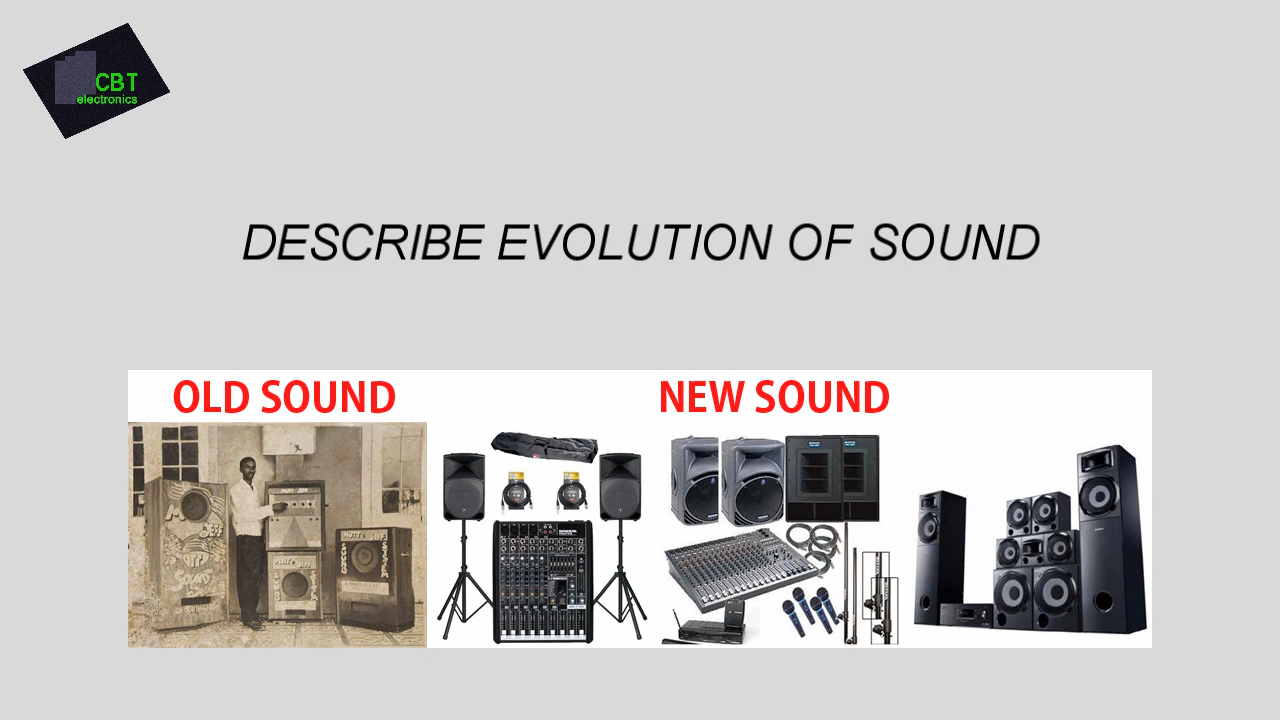 CBT
electronics
DESCRIBE EVOLUTION OF SOUND
OLD SOUND
NEW SOUND